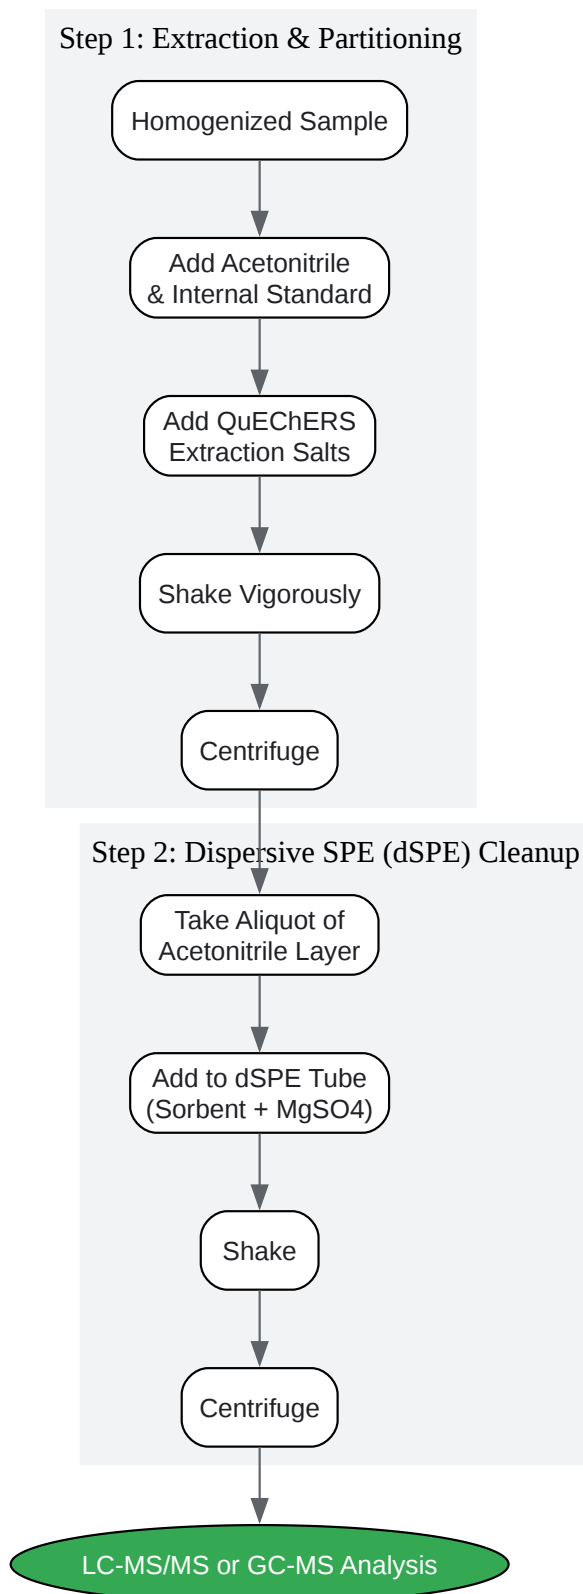 Step 1: Extraction & Partitioning
Homogenized Sample
Add Acetonitrile
& Internal Standard
Add QuEChERS
Extraction Salts
Shake Vigorously
Centrifuge
Step 2: Dispersive SPE (dSPE) Cleanup
Take Aliquot of
Acetonitrile Layer
Add to dSPE Tube
(Sorbent + MgSO4)
Shake
Centrifuge
LC-MS/MS or GC-MS Analysis